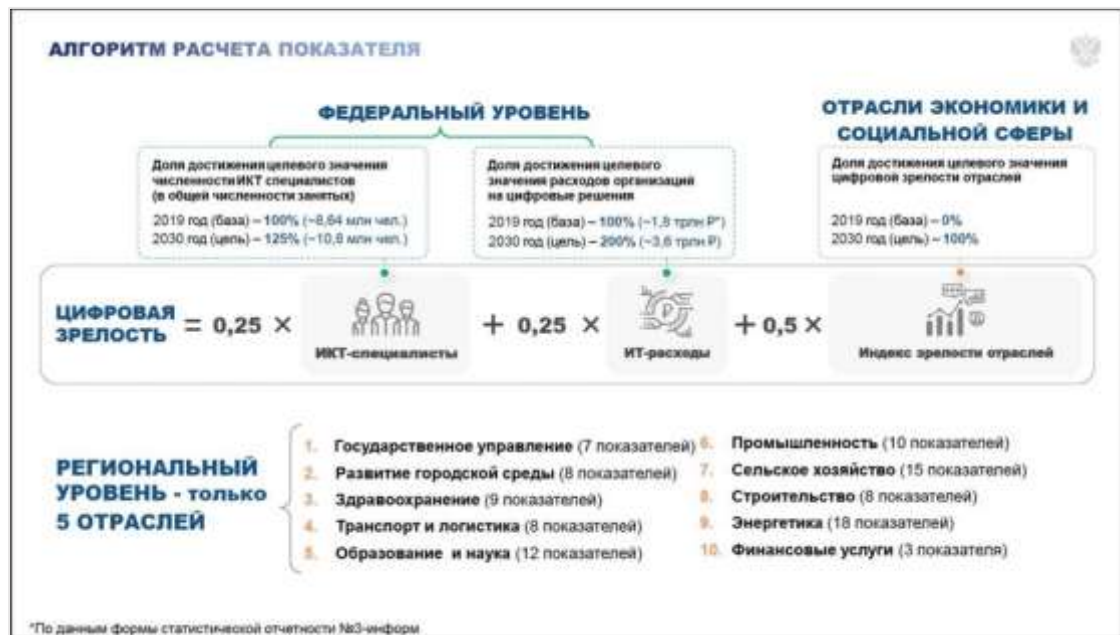 АЛГОРИТМ РАСЧЕТА ПОКАЗАТЕЛЯ
ФЕДЕРАЛЬНЫЙ УРОВЕНЬ
ОТРАСЛИ ЭКОНОМИКИ И
СОЦИАЛЬНОЙ СФЕРЫ
Доля достижения целевого значения
численности ИКТ специалистов
(в общей численности занятых)
2019 год (база) – 100% (~8,64 млн чел.)
2030 год (цель) – 125% (~10,8 млн чел.)
Доля достижения целевого
значения расходов организаций
на цифровые решения
2019 год (база) – 100% (~1,8 трлн ₽*)
2030 год (цель) – 200% (~3,6 трлн ₽)
Доля достижения целевого значения
цифровой зрелости отраслей
2019 год (база) – 0%
2030 год (цель) – 100%
ЦИФРОВАЯ
ЗРЕЛОСТЬ = 0,25 × + 0,25 × + 0,5 ×
ИКТ-специалисты
ИТ-расходы
Индекс зрелости отраслей
РЕГИОНАЛЬНЫЙ
УРОВЕНЬ - только
5 ОТРАСЛЕЙ
1. Государственное управление (7 показателей)
2. Развитие городской среды (8 показателей)
3. Здравоохранение (9 показателей)
4. Транспорт и логистика (8 показателей)
5. Образование и наука (12 показателей)
6. Промышленность (10 показателей)
7. Сельское хозяйство (15 показателей)
8. Строительство (8 показателей)
9. Энергетика (18 показателей)
10. Финансовые услуги (3 показателя)
*По данным формы статистической отчетности №3-информ